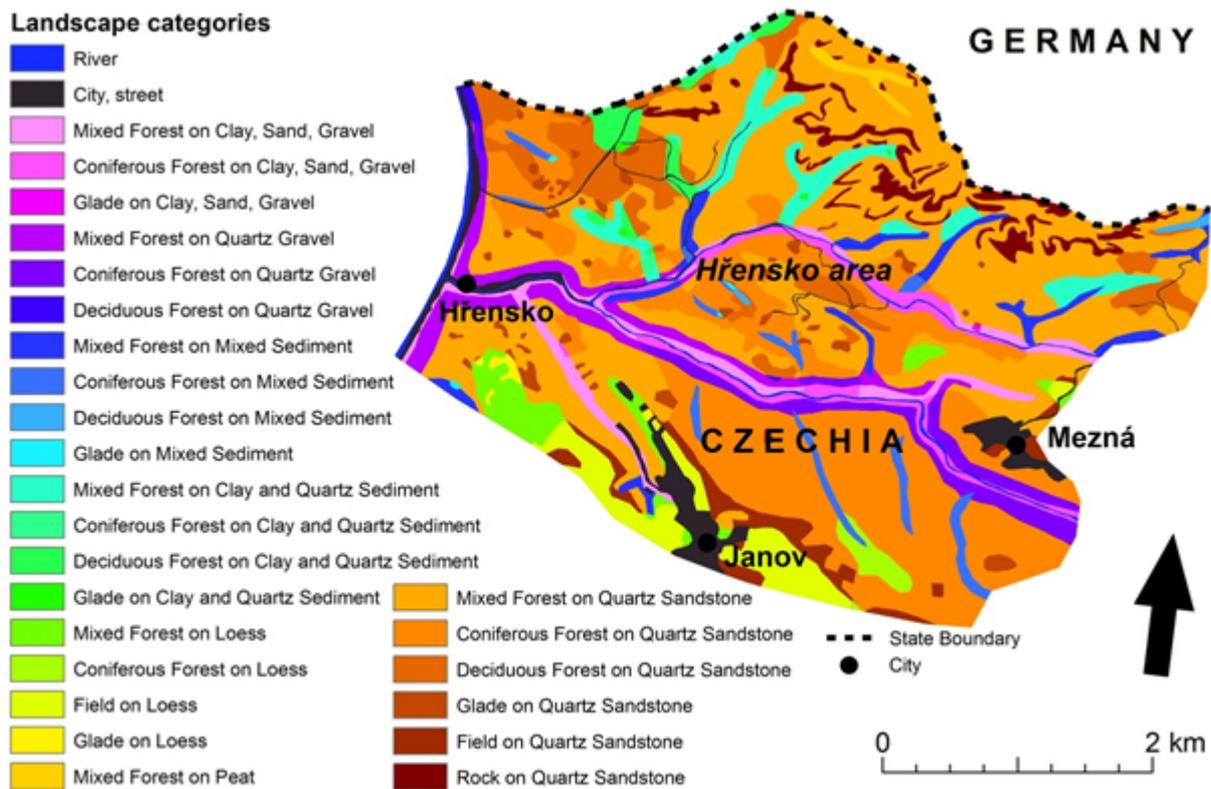 Landscape categories
River
City, street
Mixed Forest on Clay, Sand, Gravel
Coniferous Forest on Clay, Sand, Gravel
Glade on Clay, Sand, Gravel
Mixed Forest on Quartz Gravel
Coniferous Forest on Quartz Gravel
Deciduous Forest on Quartz Gravel
Mixed Forest on Mixed Sediment
Coniferous Forest on Mixed Sediment
Deciduous Forest on Mixed Sediment
Glade on Mixed Sediment
Mixed Forest on Clay and Quartz Sediment
Coniferous Forest on Clay and Quartz Sediment
Deciduous Forest on Clay and Quartz Sediment
Glade on Clay and Quartz Sediment
Mixed Forest on Loess
Coniferous Forest on Loess
Field on Loess
Glade on Loess
Mixed Forest on Peat
Mixed Forest on Quartz Sandstone
Coniferous Forest on Quartz Sandstone
Deciduous Forest on Quartz Sandstone
Glade on Quartz Sandstone
Field on Quartz Sandstone
Rock on Quartz Sandstone
GERMANY
Hřensko area
Hřensko
CZECHIA
Mezná
Janov
State Boundary
City
0 2 km